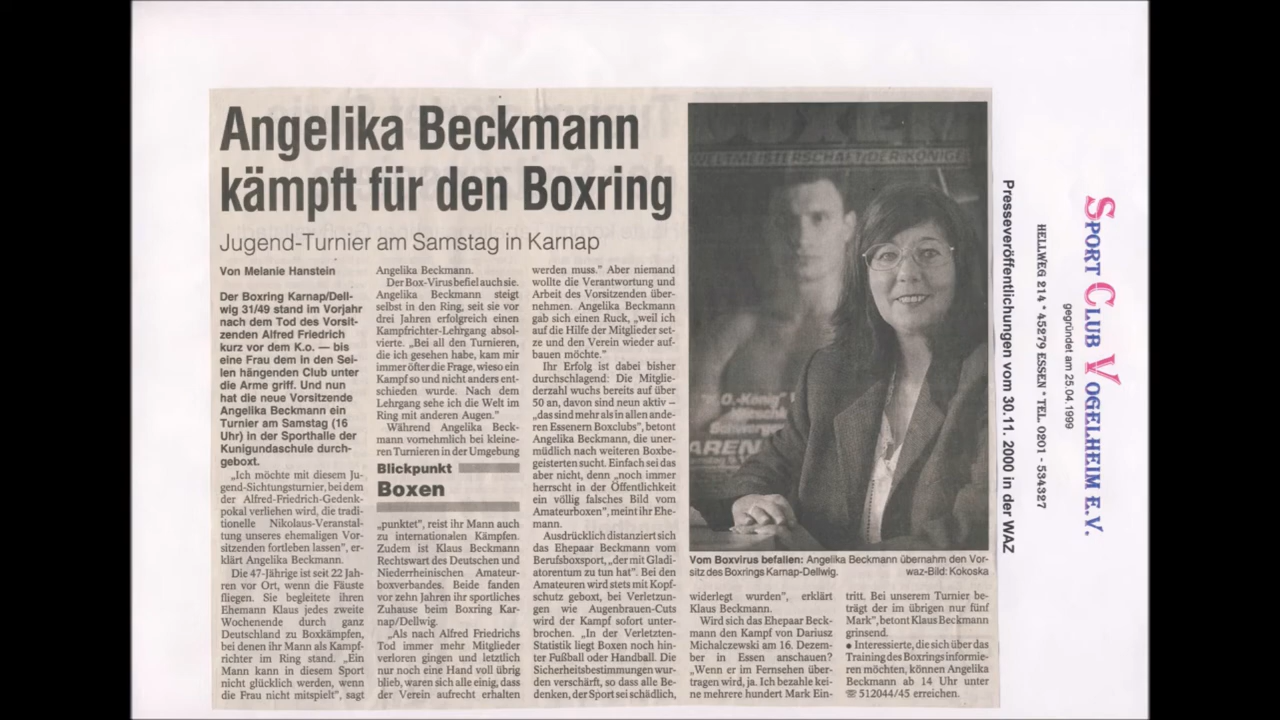 Angelika Beckmann
kämpft für den Boxring
Jugend-Turnier am Samstag in Karnap
Von Melanie Hanstein
Der Boxring Karnap/Dell-
wig 31/49 stand im Vorjahr
nach dem Tod des Vorsit-
zenden Alfred Friedrich
kurz vor dem K.o. — bis
eine Frau dem in den Sei-
len hängenden Club unter
die Arme griff. Und nun
hat die neue Vorsitzende
Angelika Beckmann ein
Turnier am Samstag (16
Uhr) in der Sporthalle der
Kunigundaschule durch-
geboxt.
„Ich möchte mit diesem Ju-
gend-Sichtungsturnier, bei dem
der Alfred-Friedrich-Gedenk-
pokal verliehen wird, die tradi-
tionelle Nikolaus-Veranstal-
tung unseres ehemaligen Vor-
sitzenden fortleben lassen", er-
klärt Angelika Beckmann.
Die 47-Jährige ist seit 22 Jah-
ren vor Ort, wenn die Fäuste
fliegen. Sie begleitete ihren
Ehemann Klaus jedes zweite
Wochenende durch ganz
Deutschland zu Boxkämpfen,
bei denen ihr Mann als Kampf-
richter im Ring stand. „Ein
Mann kann in diesem Sport
nicht glücklich werden, wenn
die Frau nicht mitspielt", sagt
Angelika Beckmann.
Der Box-Virus befiel auch sie.
Angelika Beckmann steigt
selbst in den Ring, seit sie vor
drei Jahren erfolgreich einen
Kampfrichter-Lehrgang absol-
vierte. „Bei all den Turnieren,
die ich gesehen habe, kam mir
immer öfter die Frage, wieso ein
Kampf so und nicht anders ent-
schieden wurde. Nach dem
Lehrgang sehe ich die Welt im
Ring mit anderen Augen."
Während Angelika Beck-
mann vornehmlich bei kleine-
ren Turnieren in der Umgebung
Blickpunkt
Boxen
„punktet", reist ihr Mann auch
zu internationalen Kämpfen.
Zudem ist Klaus Beckmann
Rechtswart des Deutschen und
Niederrheinischen Amateur-
boxverbandes. Beide fanden
vor zehn Jahren ihr sportliches
Zuhause beim Boxring Kar-
nap/Dellwig.
„Als nach Alfred Friedrichs
Tod immer mehr Mitglieder
verloren gingen und letztlich
nur noch eine Hand voll übrig
blieb, waren sich alle einig, dass
der Verein aufrecht erhalten
werden muss." Aber niemand
wollte die Verantwortung und
Arbeit des Vorsitzenden über-
nehmen. Angelika Beckmann
gab sich einen Ruck, „weil ich
auf die Hilfe der Mitglieder set-
ze und den Verein wieder auf-
bauen möchte."
Ihr Erfolg ist dabei bisher
durchschlagend: Die Mitglie-
derzahl wuchs bereits auf über
50 an, davon sind neun aktiv –
„das sind mehr als in allen ande-
ren Essenern Boxclubs", betont
Angelika Beckmann, die uner-
müdlich nach weiteren Boxbe-
geisterten sucht. Einfach sei das
aber nicht, denn „noch immer
herrscht in der Öffentlichkeit
ein völlig falsches Bild vom
Amateurboxen", meint ihr Ehe-
mann.
Ausdrücklich distanziert sich
das Ehepaar Beckmann vom
Berufsboxsport, „der mit Gladi-
atorentum zu tun hat". Bei den
Amateuren wird stets mit Kopf-
schutz geboxt, bei Verletzun-
gen wie Augenbrauen-Cuts
wird der Kampf sofort unter-
brochen. „In der Verletzten-
Statistik liegt Boxen noch hin-
ter Fußball oder Handball. Die
Sicherheitsbestimmungen wur-
den verschärft, so dass alle Be-
denken, der Sport sei schädlich,
WELTMEISTERSCHAFT DER KÖNIGE
"K.O.-König"
AREN
Vom Boxvirus befallen: Angelika Beckmann übernahm den Vor-
sitz des Boxrings Karnap-Dellwig. waz-Bild: Kokoska
widerlegt wurden", erklärt
Klaus Beckmann.
Wird sich das Ehepaar Beck-
mann den Kampf von Dariusz
Michalczewski am 16. Dezem-
ber in Essen anschauen?
„Wenn er im Fernsehen über-
tragen wird, ja. Ich bezahle kei-
ne mehrere hundert Mark Ein-
tritt. Bei unserem Turnier be-
trägt der im übrigen nur fünf
Mark", betont Klaus Beckmann
grinsend.
● Interessierte, die sich über das
Training des Boxrings informie-
ren möchten, können Angelika
Beckmann ab 14 Uhr unter
☎ 512044/45 erreichen.
SPORT CLUB VOGELHEIM E.V.
gegründet am 25.04.1999
HELLWEG 214 * 45279 ESSEN * TEL. 0201 - 534327
Presseveröffentlichungen vom 30.11. 2000 in der WAZ